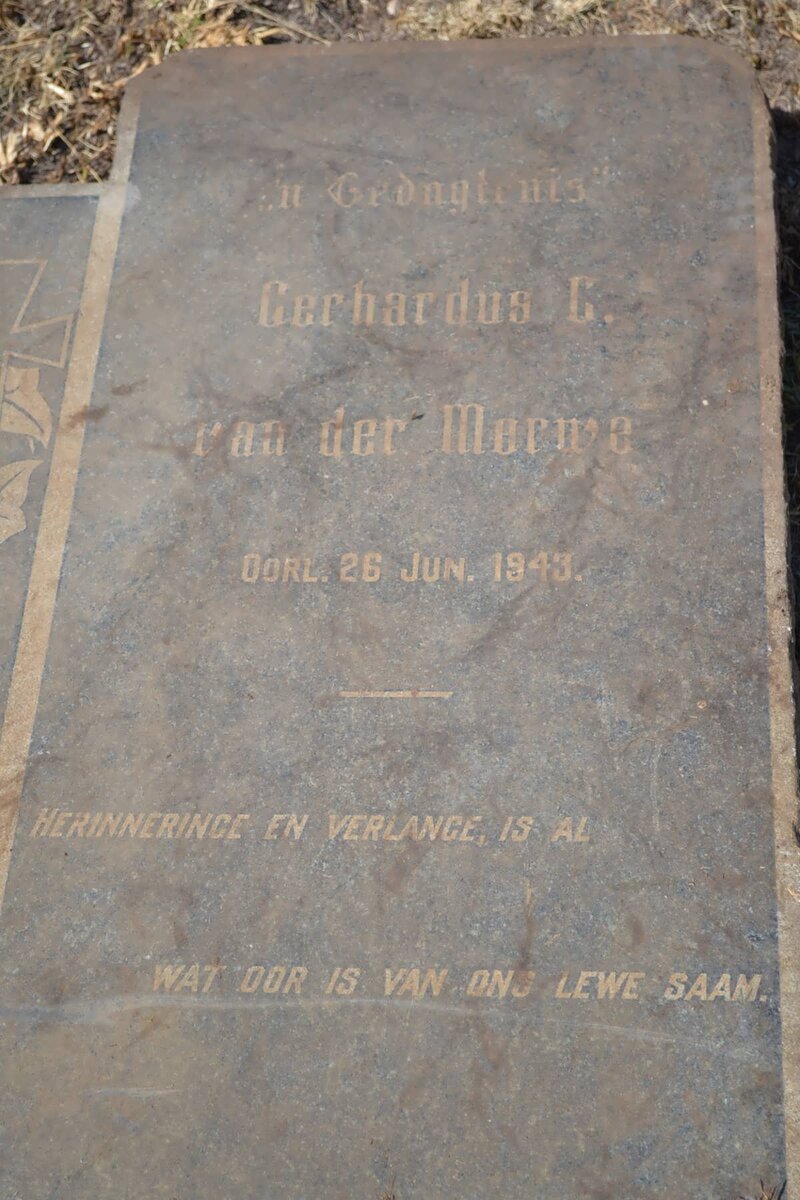 „'n Gedagtenis"
Gerhardus C.
van der Merwe
OORL. 26 JUN. 1943.
HERINNERINGE EN VERLANGE, IS AL
WAT OOR IS VAN ONS LEWE SAAM.